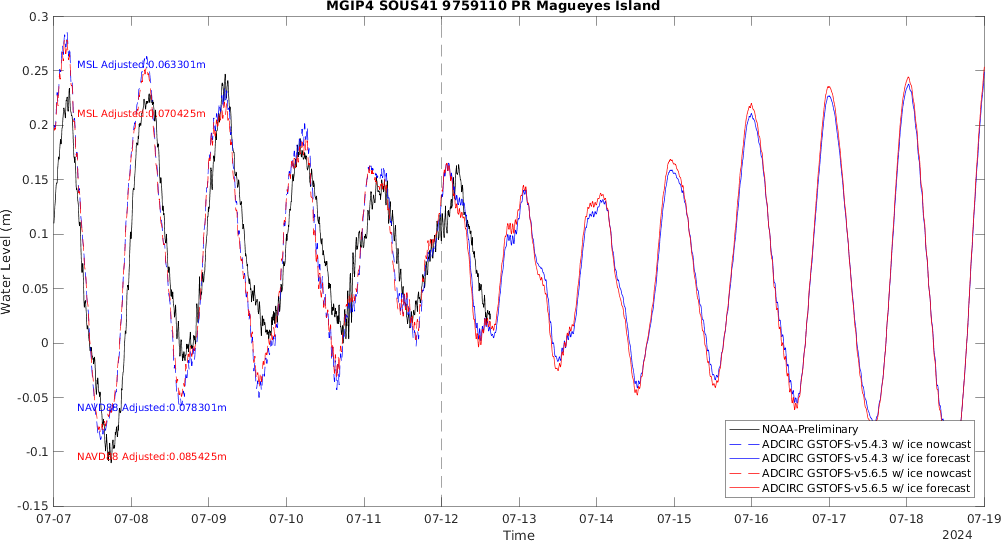 MGIP4 SOUS41 9759110 PR Magueyes Island
0.3
0.25
0.2
0.15
0.1
0.05
0
-0.05
-0.1
-0.15
Water Level (m)
MSL Adjusted:0.063301m
MSL Adjusted:0.070425m
NAVD88 Adjusted:0.078301m
NAVD88 Adjusted:0.085425m
NOAA-Preliminary
ADCIRC GSTOFS-v5.4.3 w/ ice nowcast
ADCIRC GSTOFS-v5.4.3 w/ ice forecast
ADCIRC GSTOFS-v5.6.5 w/ ice nowcast
ADCIRC GSTOFS-v5.6.5 w/ ice forecast
07-07 07-08 07-09 07-10 07-11 07-12 07-13 07-14 07-15 07-16 07-17 07-18 07-19
Time
2024